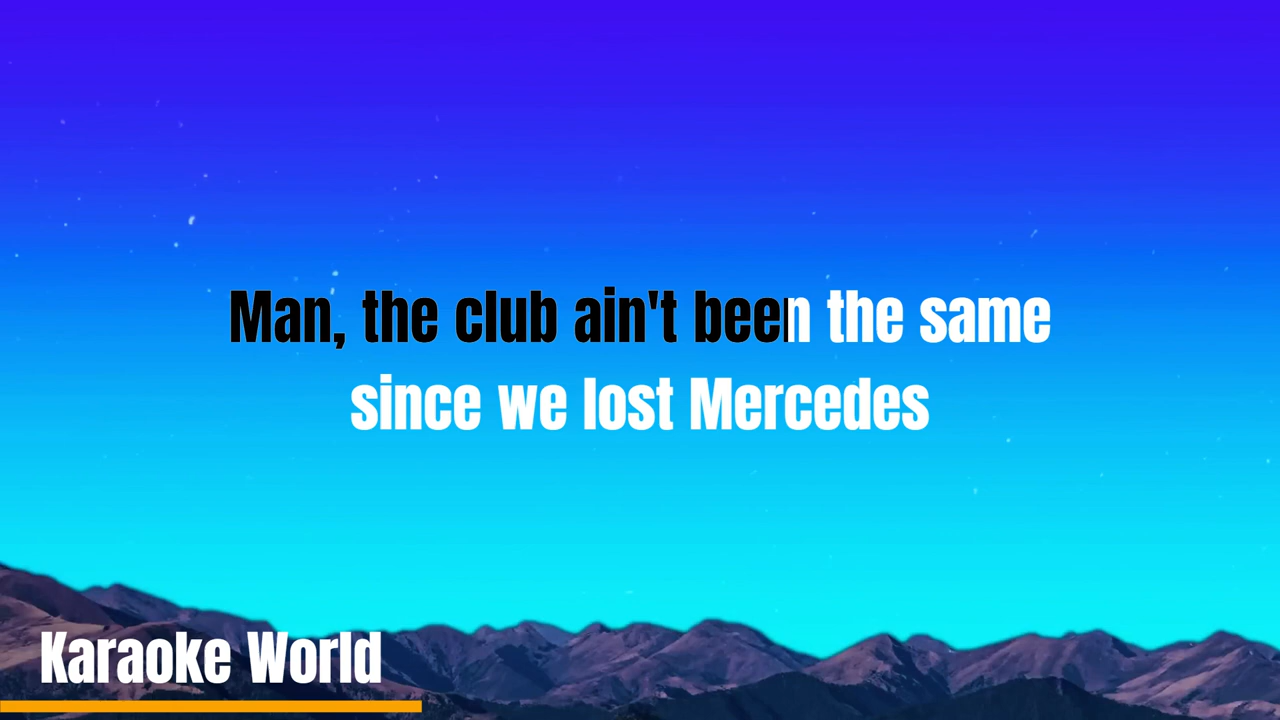 Man, the club ain't been the same
since we lost Mercedes
Karaoke World